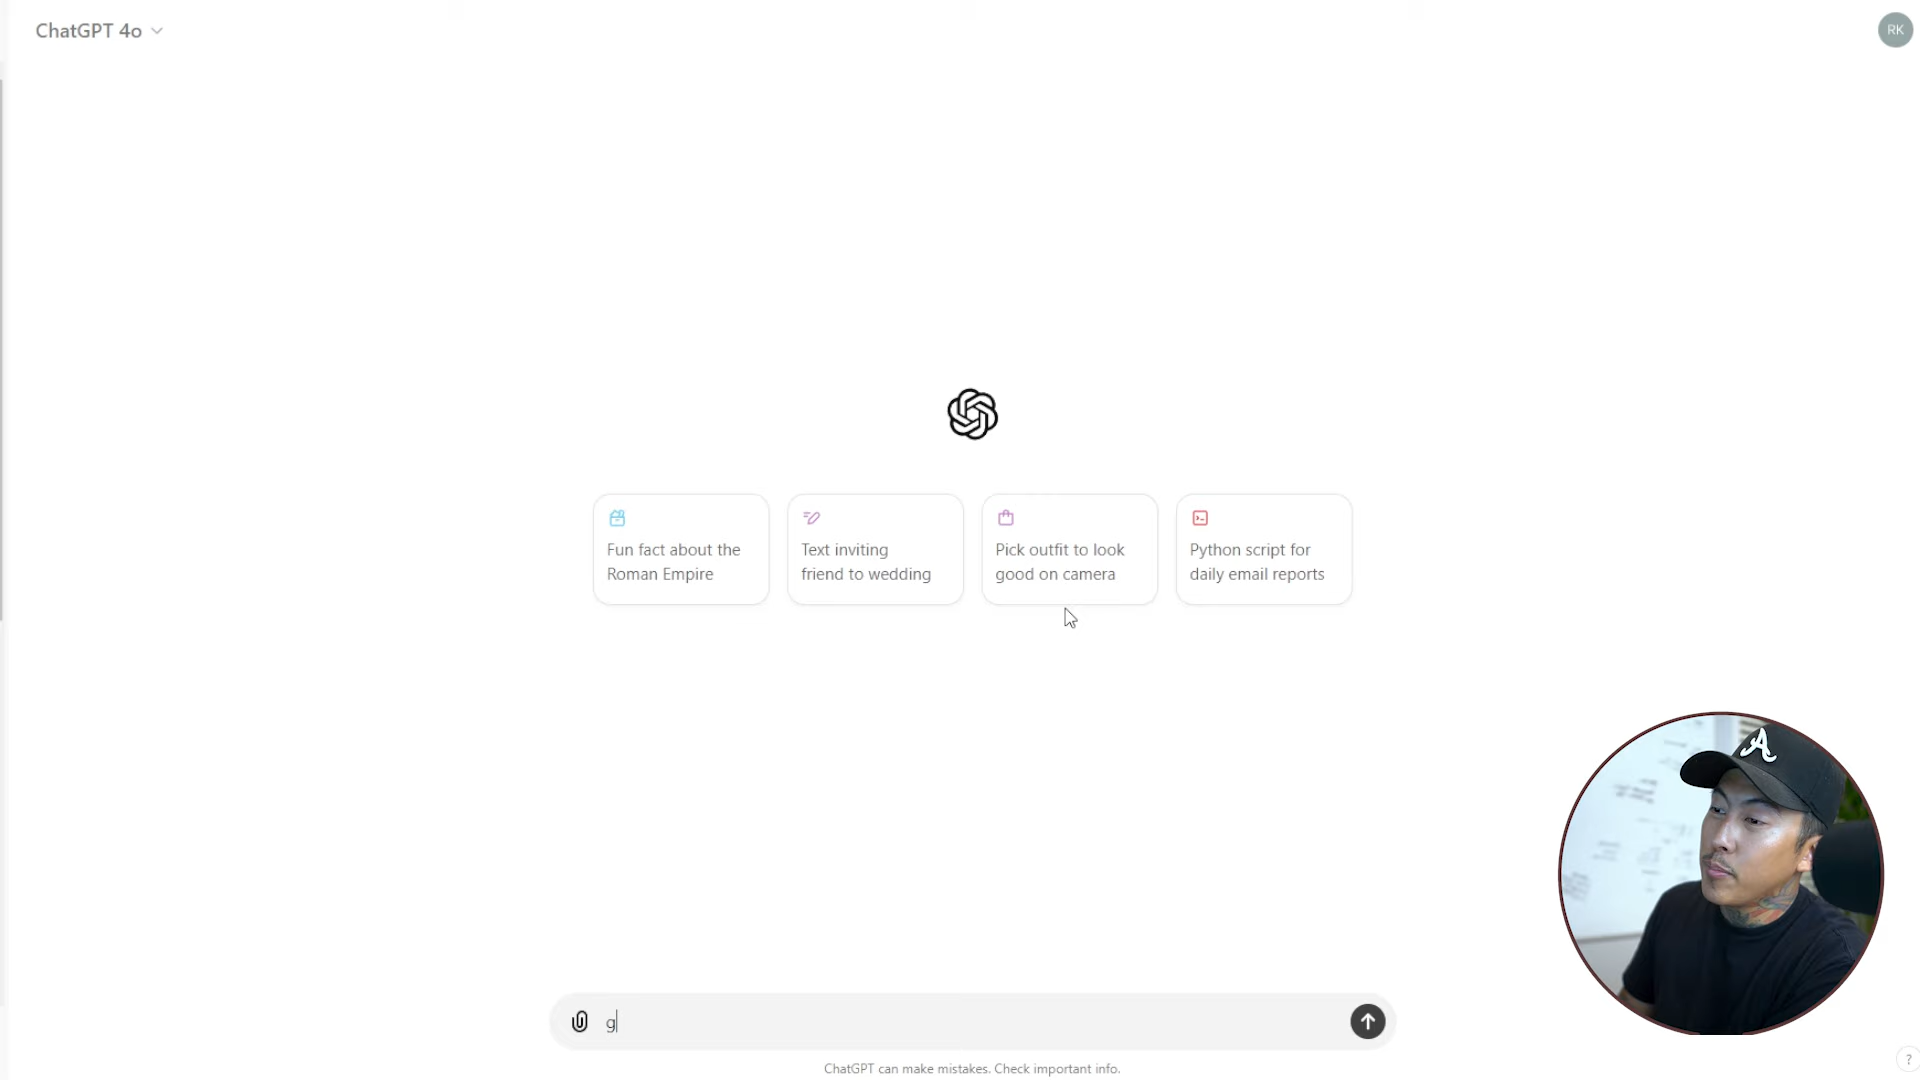 ChatGPT 4o
RK
Fun fact about the
Roman Empire
Text inviting
friend to wedding
Pick outfit to look
good on camera
Python script for
daily email reports
A
g
ChatGPT can make mistakes. Check important info.
?